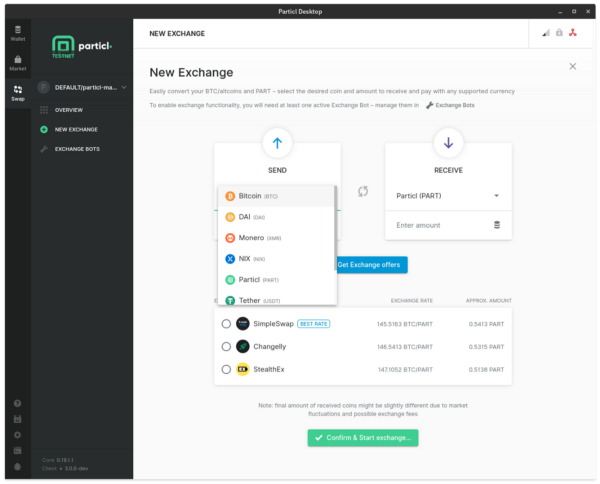 Particl Desktop
Wallet
Market
Swap
particl
TESTNET
DEFAULT/particl-ma...
OVERVIEW
NEW EXCHANGE
EXCHANGE BOTS
Core 0.19.1.1
Client 3.0.0-dev
NEW EXCHANGE
New Exchange
Easily convert your BTC/altcoins and PART – select the desired coin and amount to receive and pay with any supported currency
To enable exchange functionality, you will need at least one active Exchange Bot – manage them in Exchange Bots
SEND
RECEIVE
Bitcoin (BTC)
DAI (DAI)
Monero (XMR)
NIX (NIX)
Particl (PART)
Tether (USDT)
Particl (PART)
Enter amount
Get Exchange offers
EXCHANGE RATE
APPROX. AMOUNT
SimpleSwap BEST RATE 145.5163 BTC/PART 0.5413 PART
Changelly 146.5413 BTC/PART 0.5315 PART
StealthEx 147.1052 BTC/PART 0.5138 PART
Note: final amount of received coins might be slightly different due to market
fluctuations and possible exchange fees
Confirm & Start exchange...